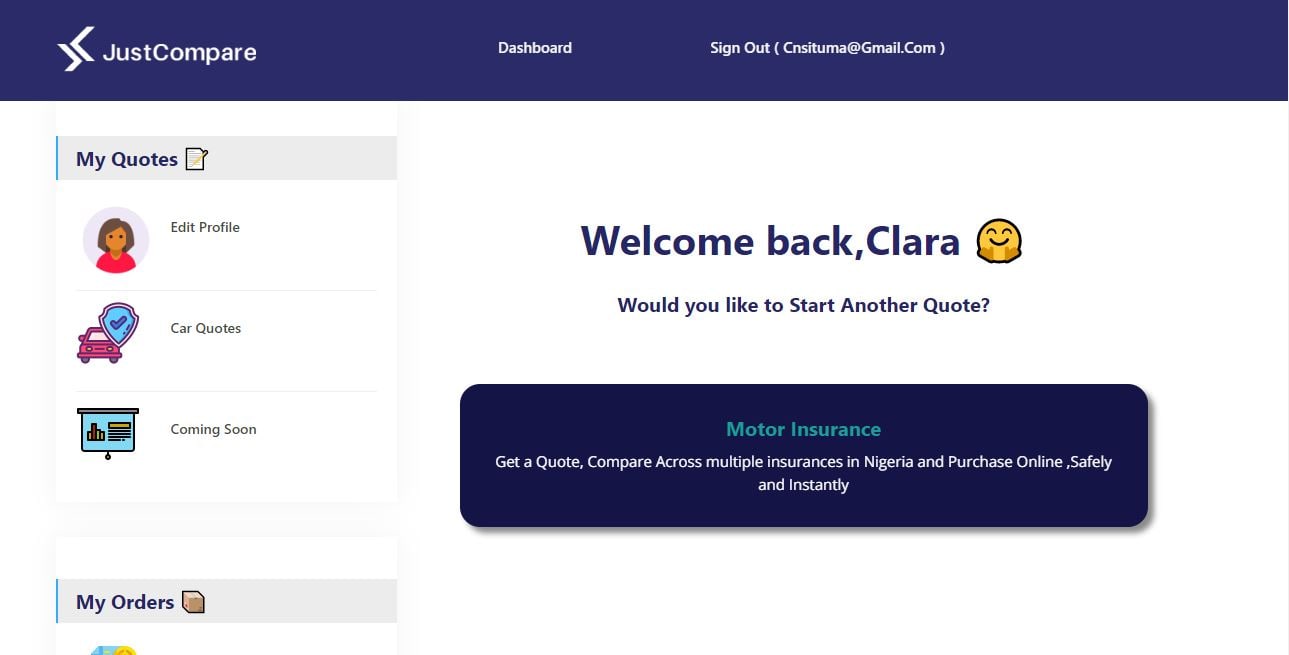 JustCompare
Dashboard
Sign Out ( Cnsituma@Gmail.Com )
My Quotes
Edit Profile
Car Quotes
Coming Soon
My Orders
Welcome back,Clara
Would you like to Start Another Quote?
Motor Insurance
Get a Quote, Compare Across multiple insurances in Nigeria and Purchase Online ,Safely
and Instantly